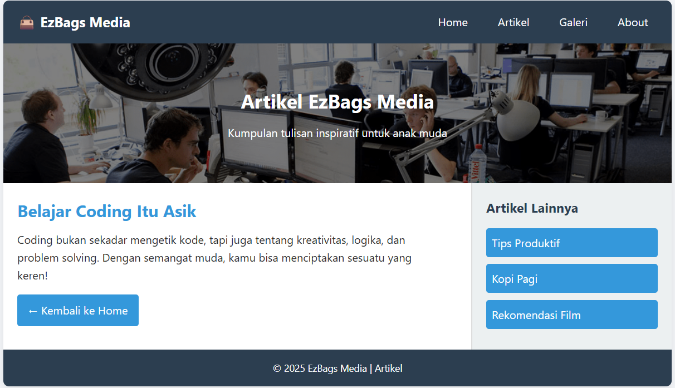 EzBags Media
Home Artikel Galeri About
Artikel EzBags Media
Kumpulan tulisan inspiratif untuk anak muda
Belajar Coding Itu Asik
Coding bukan sekadar mengetik kode, tapi juga tentang kreativitas, logika, dan
problem solving. Dengan semangat muda, kamu bisa menciptakan sesuatu yang
keren!
← Kembali ke Home
Artikel Lainnya
Tips Produktif
Kopi Pagi
Rekomendasi Film
© 2025 EzBags Media | Artikel